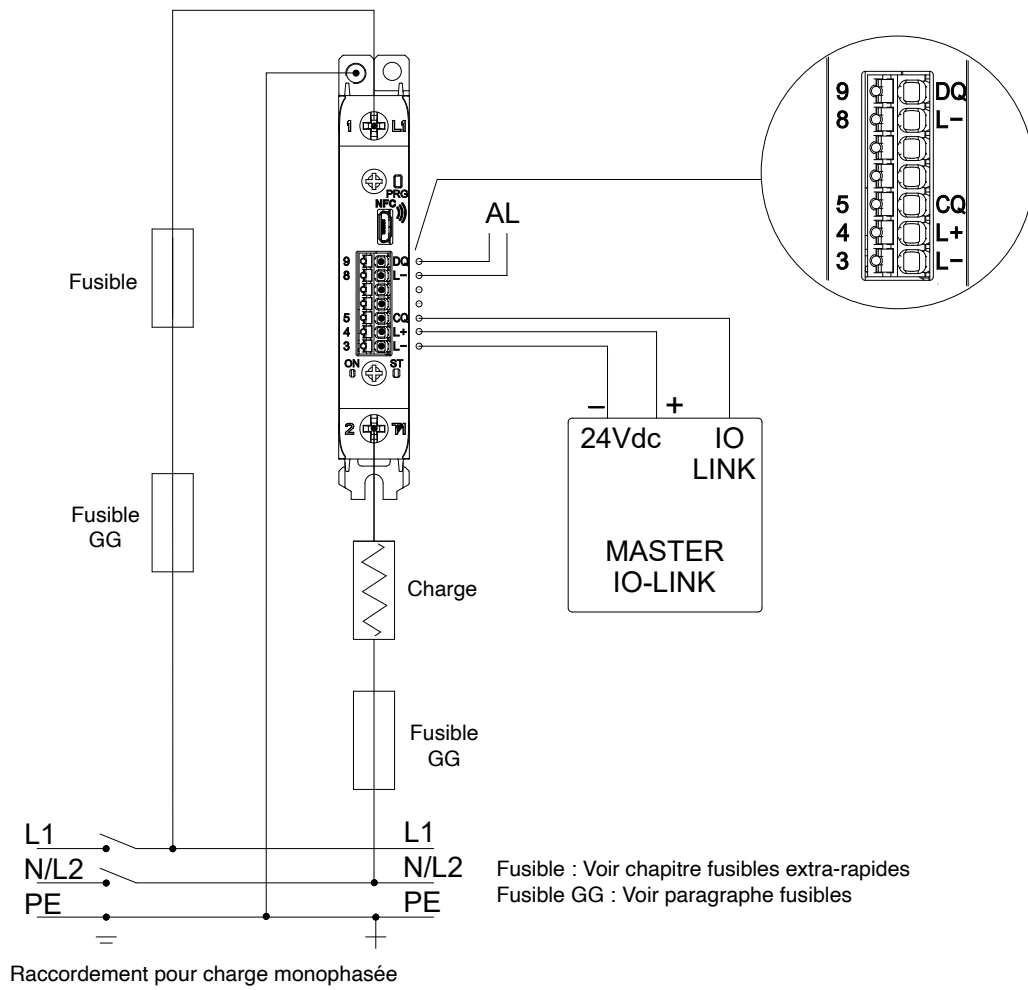 1 L1
PRG
NFC
9 DQ
8 L-
5 CQ
4 L+
3 L-
ON ST
2 T1
AL
9 DQ
8 L-
5 CQ
4 L+
3 L-
Fusible
Fusible
GG
– +
24Vdc IO
LINK
MASTER
IO-LINK
Charge
Fusible
GG
L1 L1
N/L2 N/L2
PE PE
Fusible : Voir chapitre fusibles extra-rapides
Fusible GG : Voir paragraphe fusibles
Raccordement pour charge monophasée